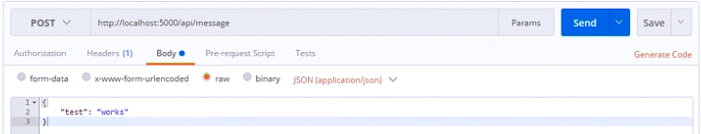 POST http://localhost:5000/api/message Params Send Save
Authorization Headers (1) Body Pre-request Script Tests Generate Code
form-data x-www-form-urlencoded raw binary JSON (application/json)
1 {
2 "test": "works"
3 }